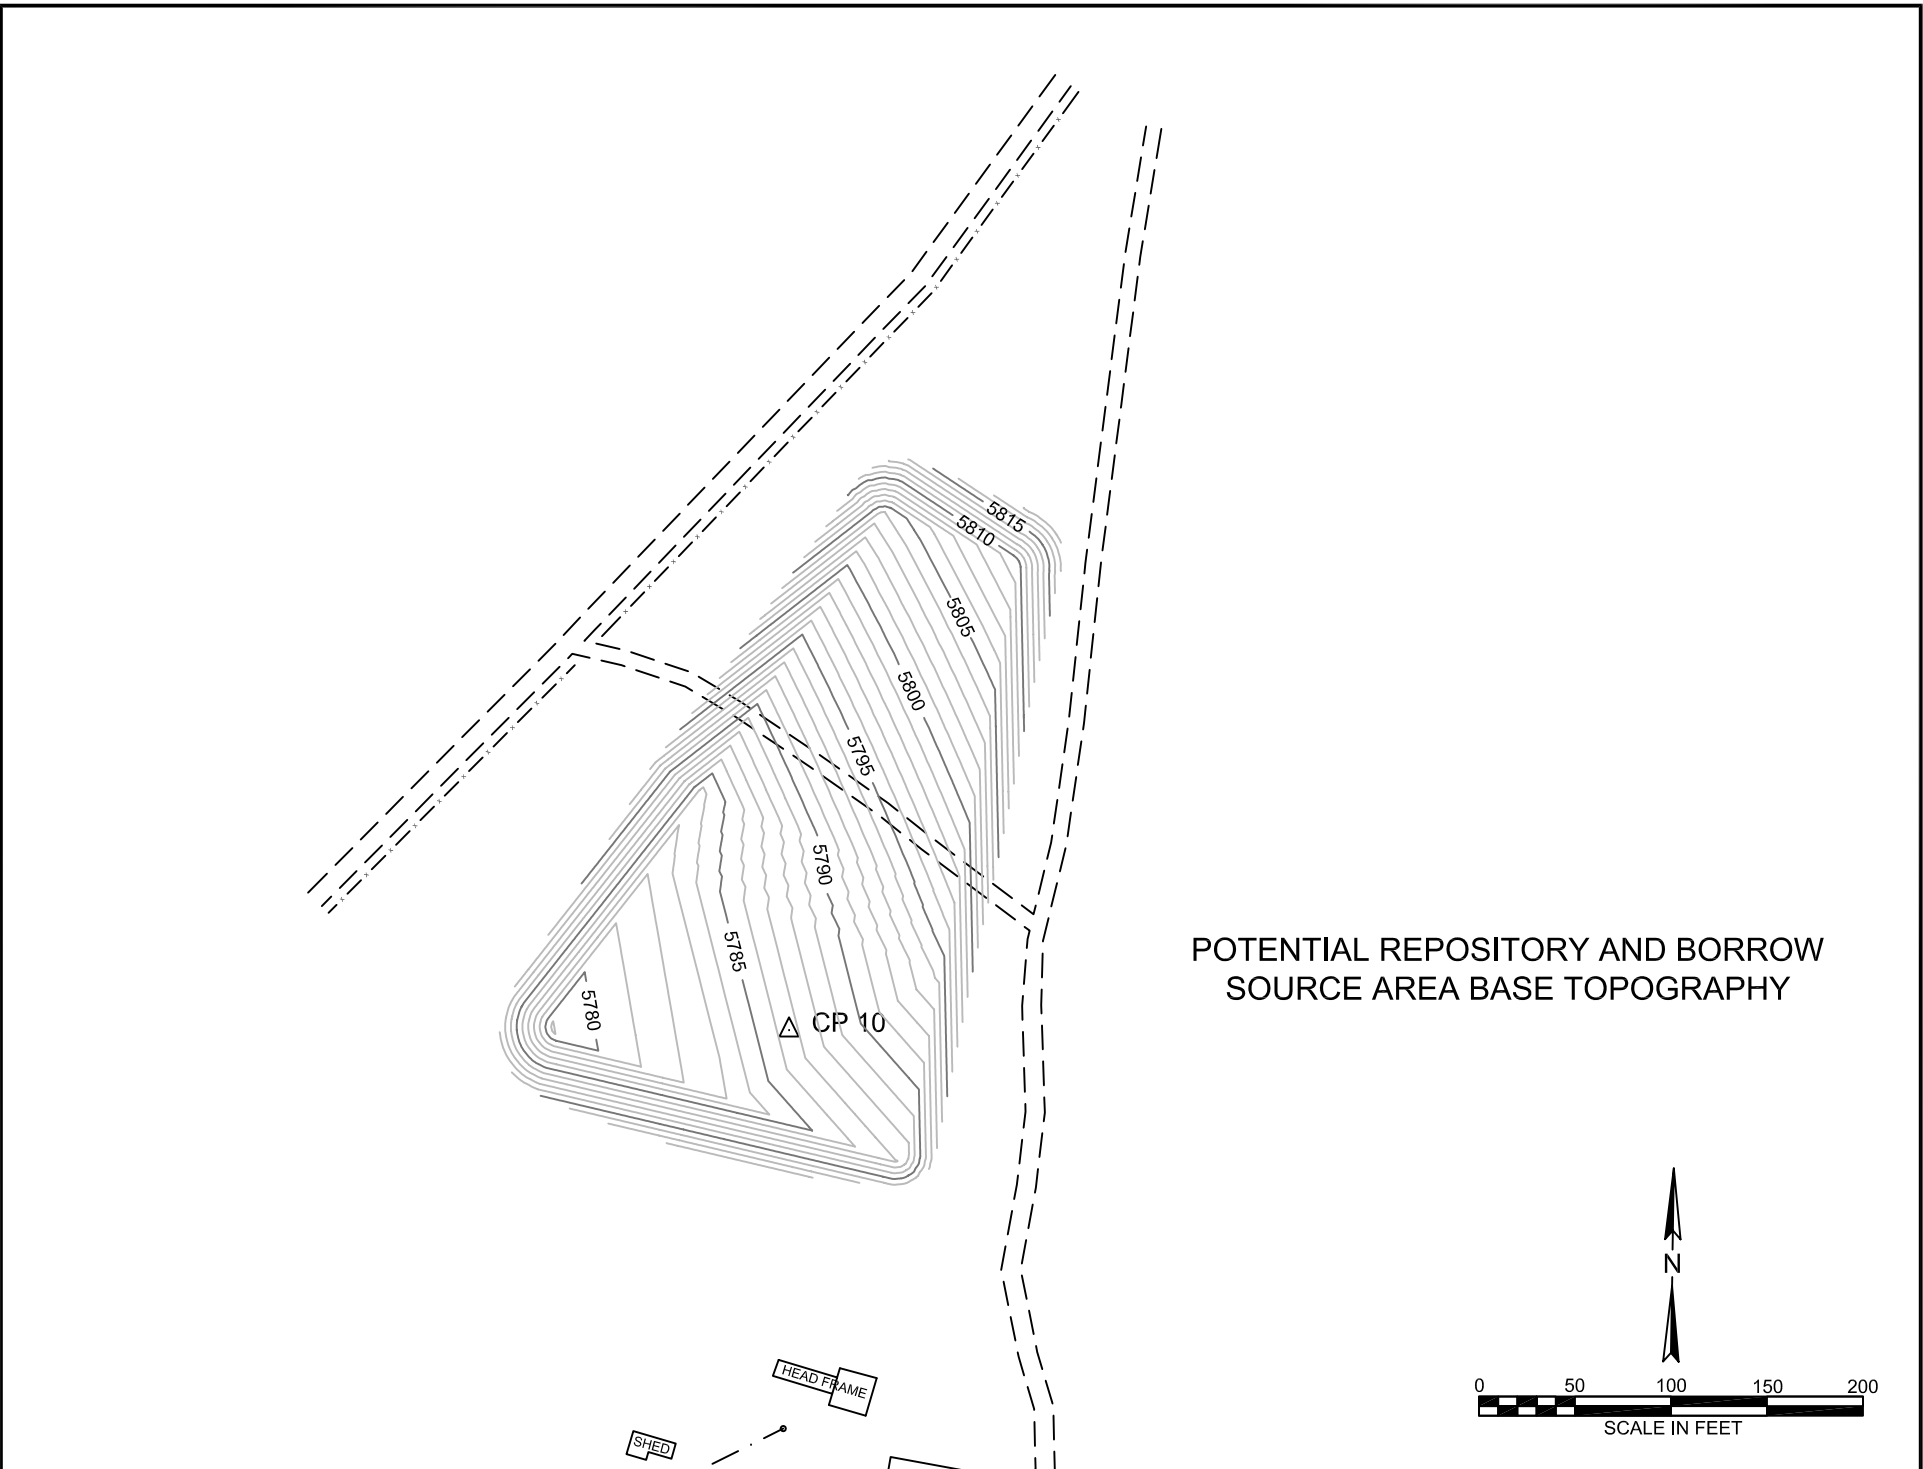 5815
5810
5805
5800
5795
5790
5785
5780
CP 10
POTENTIAL REPOSITORY AND BORROW
SOURCE AREA BASE TOPOGRAPHY
N
0 50 100 150 200
SCALE IN FEET
HEAD FRAME
SHED